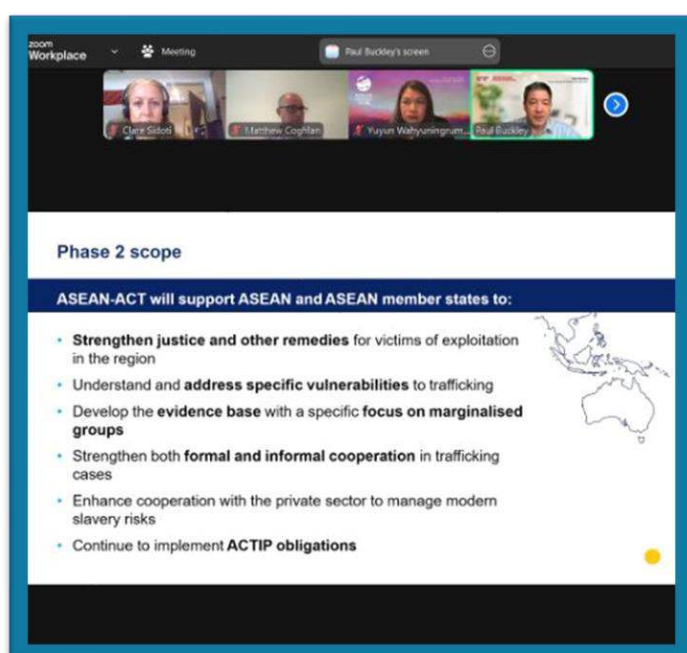 zoom
Workplace
Meeting
Paul Buckley's screen
Clare Sidoti
Matthew Coghlan
Yuyun Wahyuningrum...
Paul Buckley
Phase 2 scope
ASEAN-ACT will support ASEAN and ASEAN member states to:
• Strengthen justice and other remedies for victims of exploitation
in the region
• Understand and address specific vulnerabilities to trafficking
• Develop the evidence base with a specific focus on marginalised
groups
• Strengthen both formal and informal cooperation in trafficking
cases
• Enhance cooperation with the private sector to manage modern
slavery risks
• Continue to implement ACTIP obligations